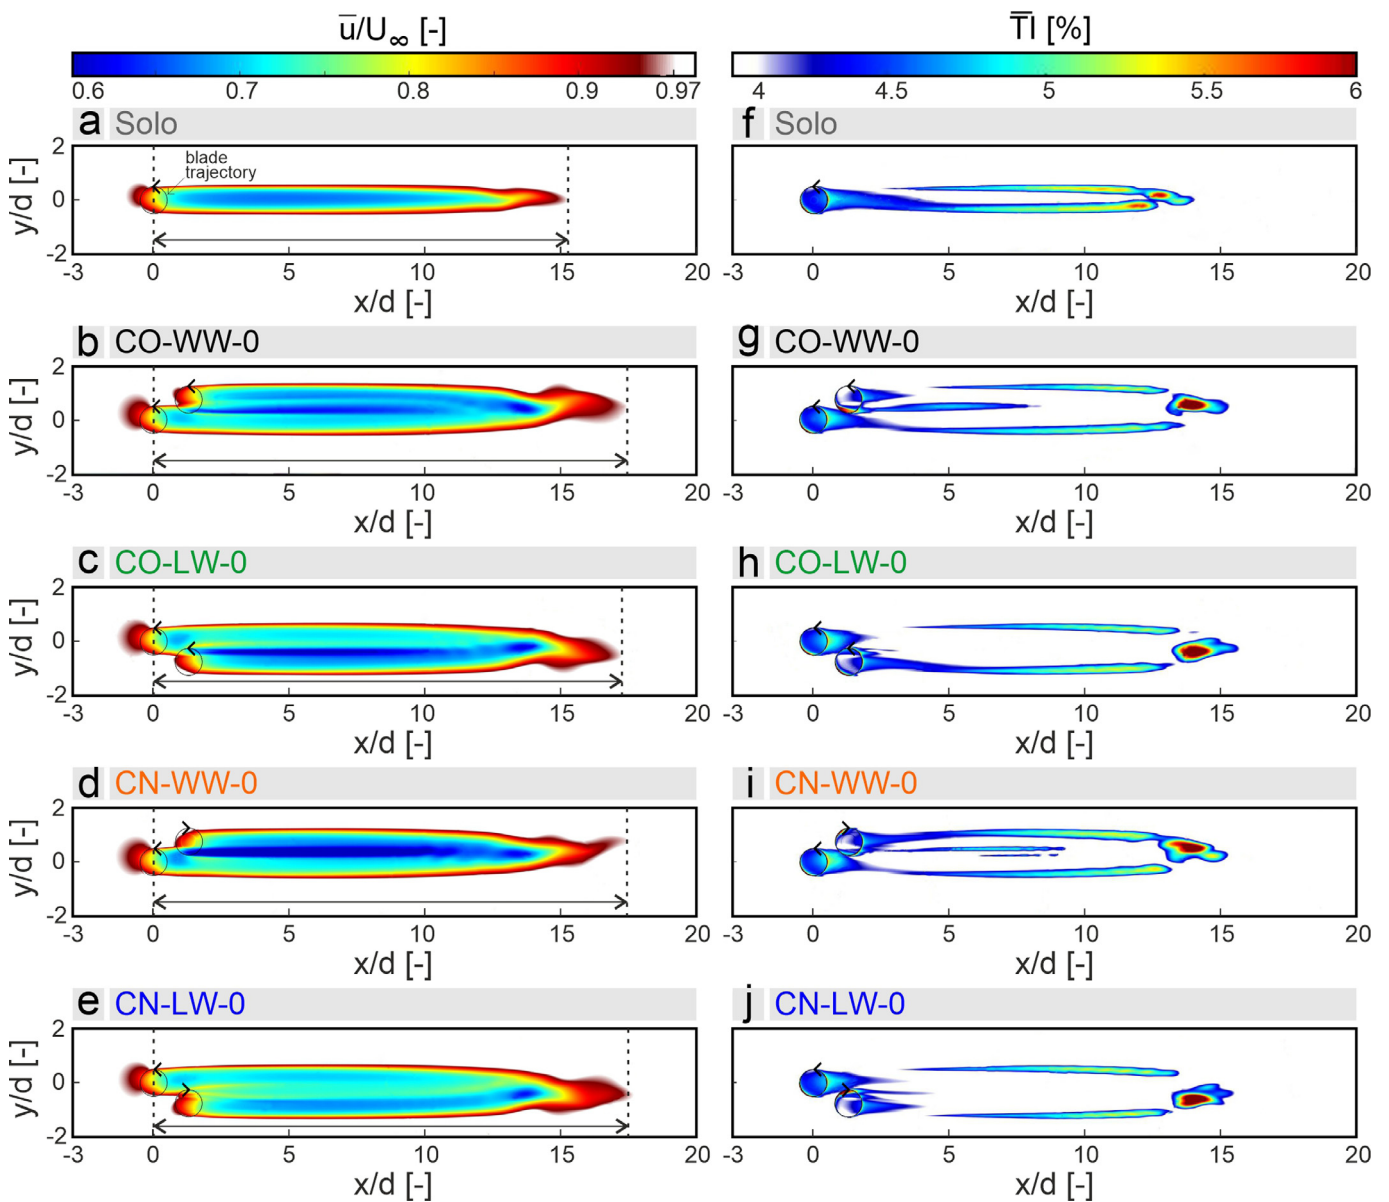 u̅/U∞ [-]
0.6 0.7 0.8 0.9 0.97
T̅I̅ [%]
4 4.5 5 5.5 6
a Solo
blade
trajectory
y/d [-]
2
0
-2
-3 0 5 10 15 20
x/d [-]
f Solo
-3 0 5 10 15 20
x/d [-]
b CO-WW-0
y/d [-]
2
0
-2
-3 0 5 10 15 20
x/d [-]
g CO-WW-0
-3 0 5 10 15 20
x/d [-]
c CO-LW-0
y/d [-]
2
0
-2
-3 0 5 10 15 20
x/d [-]
h CO-LW-0
-3 0 5 10 15 20
x/d [-]
d CN-WW-0
y/d [-]
2
0
-2
-3 0 5 10 15 20
x/d [-]
i CN-WW-0
-3 0 5 10 15 20
x/d [-]
e CN-LW-0
y/d [-]
2
0
-2
-3 0 5 10 15 20
x/d [-]
j CN-LW-0
-3 0 5 10 15 20
x/d [-]